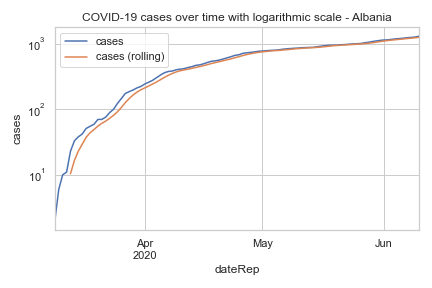 COVID-19 cases over time with logarithmic scale - Albania
cases
cases (rolling)
10³
10²
10¹
cases
Apr
2020
May
Jun
dateRep